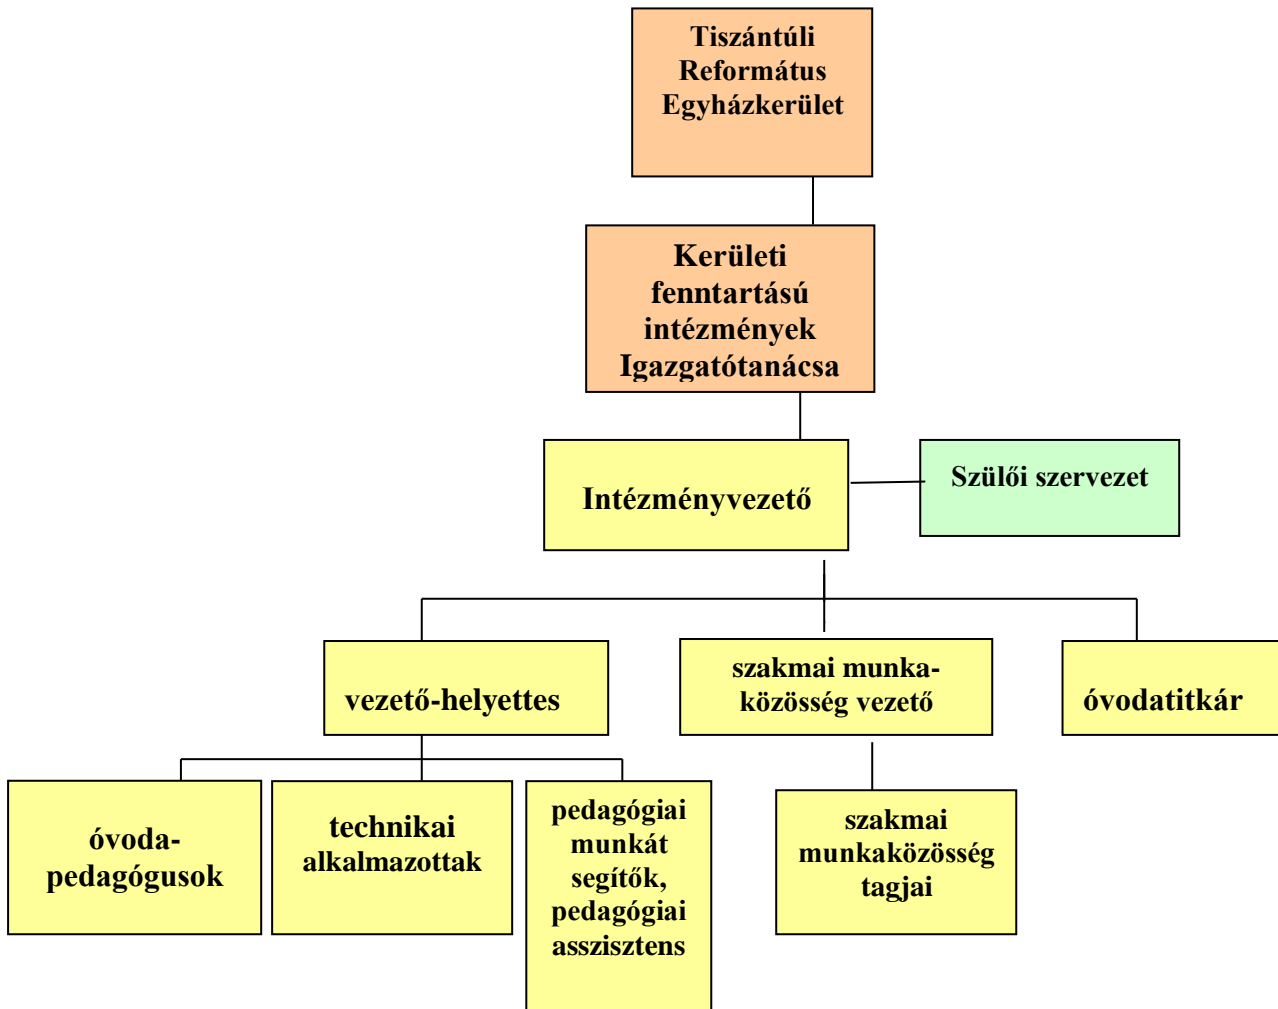 Tiszántúli
Református
Egyházkerület
Kerületi
fenntartású
intézmények
Igazgatótanácsa
Intézményvezető
Szülői szervezet
vezető-helyettes
szakmai munka-
közösség vezető
óvodatitkár
óvoda-
pedagógusok
technikai
alkalmazottak
pedagógiai
munkát
segítők,
pedagógiai
asszisztens
szakmai
munkaközösség
tagjai